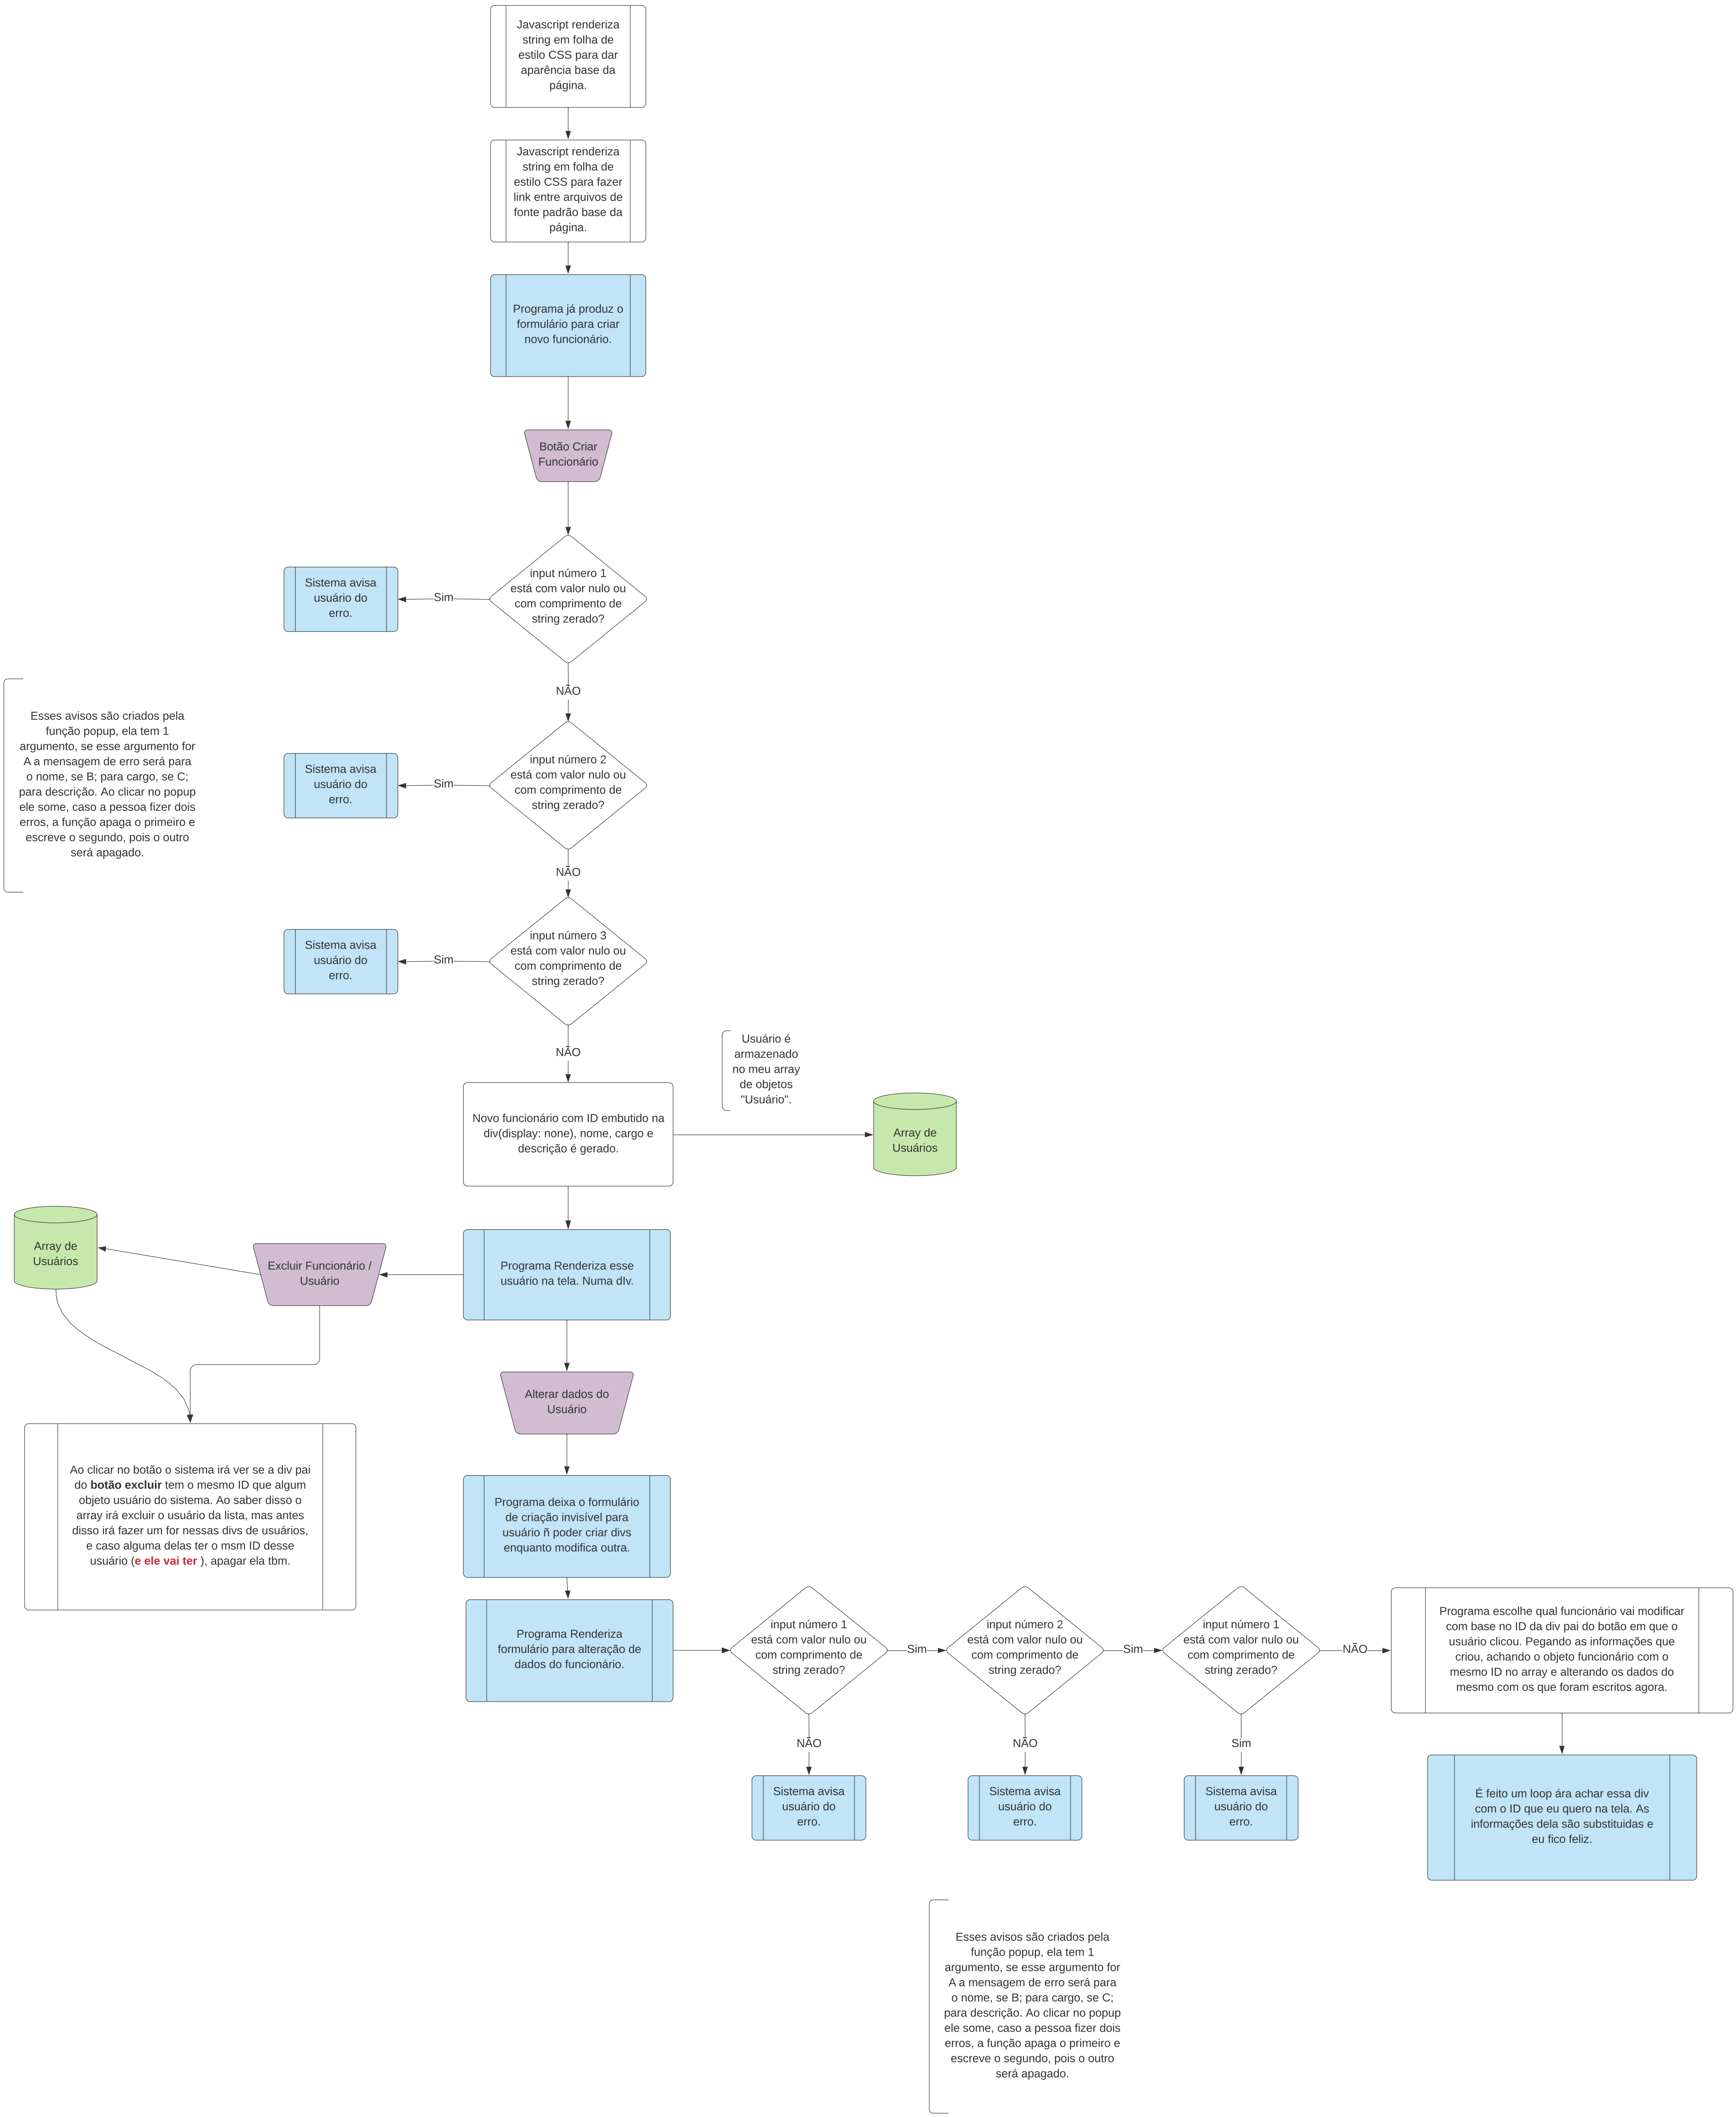 Javascript renderiza
string em folha de
estilo CSS para dar
aparência base da
página.
Javascript renderiza
string em folha de
estilo CSS para fazer
link entre arquivos de
fonte padrão base da
página.
Programa já produz o
formulário para criar
novo funcionário.
Botão Criar
Funcionário
input número 1
está com valor nulo ou
com comprimento de
string zerado?
Sim
Sistema avisa
usuário do
erro.
NÃO
Esses avisos são criados pela
função popup, ela tem 1
argumento, se esse argumento for
A a mensagem de erro será para
o nome, se B; para cargo, se C;
para descrição. Ao clicar no popup
ele some, caso a pessoa fizer dois
erros, a função apaga o primeiro e
escreve o segundo, pois o outro
será apagado.
input número 2
está com valor nulo ou
com comprimento de
string zerado?
Sim
Sistema avisa
usuário do
erro.
NÃO
input número 3
está com valor nulo ou
com comprimento de
string zerado?
Sim
Sistema avisa
usuário do
erro.
NÃO
Usuário é
armazenado
no meu array
de objetos
"Usuário".
Novo funcionário com ID embutido na
div(display: none), nome, cargo e
descrição é gerado.
Array de
Usuários
Array de
Usuários
Excluir Funcionário /
Usuário
Programa Renderiza esse
usuário na tela. Numa dIv.
Alterar dados do
Usuário
Ao clicar no botão o sistema irá ver se a div pai
do botão excluir tem o mesmo ID que algum
objeto usuário do sistema. Ao saber disso o
array irá excluir o usuário da lista, mas antes
disso irá fazer um for nessas divs de usuários,
e caso alguma delas ter o msm ID desse
usuário (e ele vai ter ), apagar ela tbm.
Programa deixa o formulário
de criação invisível para
usuário ñ poder criar divs
enquanto modifica outra.
Programa Renderiza
formulário para alteração de
dados do funcionário.
input número 1
está com valor nulo ou
com comprimento de
string zerado?
Sim
input número 2
está com valor nulo ou
com comprimento de
string zerado?
Sim
input número 1
está com valor nulo ou
com comprimento de
string zerado?
NÃO
Programa escolhe qual funcionário vai modificar
com base no ID da div pai do botão em que o
usuário clicou. Pegando as informações que
criou, achando o objeto funcionário com o
mesmo ID no array e alterando os dados do
mesmo com os que foram escritos agora.
NÃO
NÃO
Sim
Sistema avisa
usuário do
erro.
Sistema avisa
usuário do
erro.
Sistema avisa
usuário do
erro.
É feito um loop ára achar essa div
com o ID que eu quero na tela. As
informações dela são substituidas e
eu fico feliz.
Esses avisos são criados pela
função popup, ela tem 1
argumento, se esse argumento for
A a mensagem de erro será para
o nome, se B; para cargo, se C;
para descrição. Ao clicar no popup
ele some, caso a pessoa fizer dois
erros, a função apaga o primeiro e
escreve o segundo, pois o outro
será apagado.